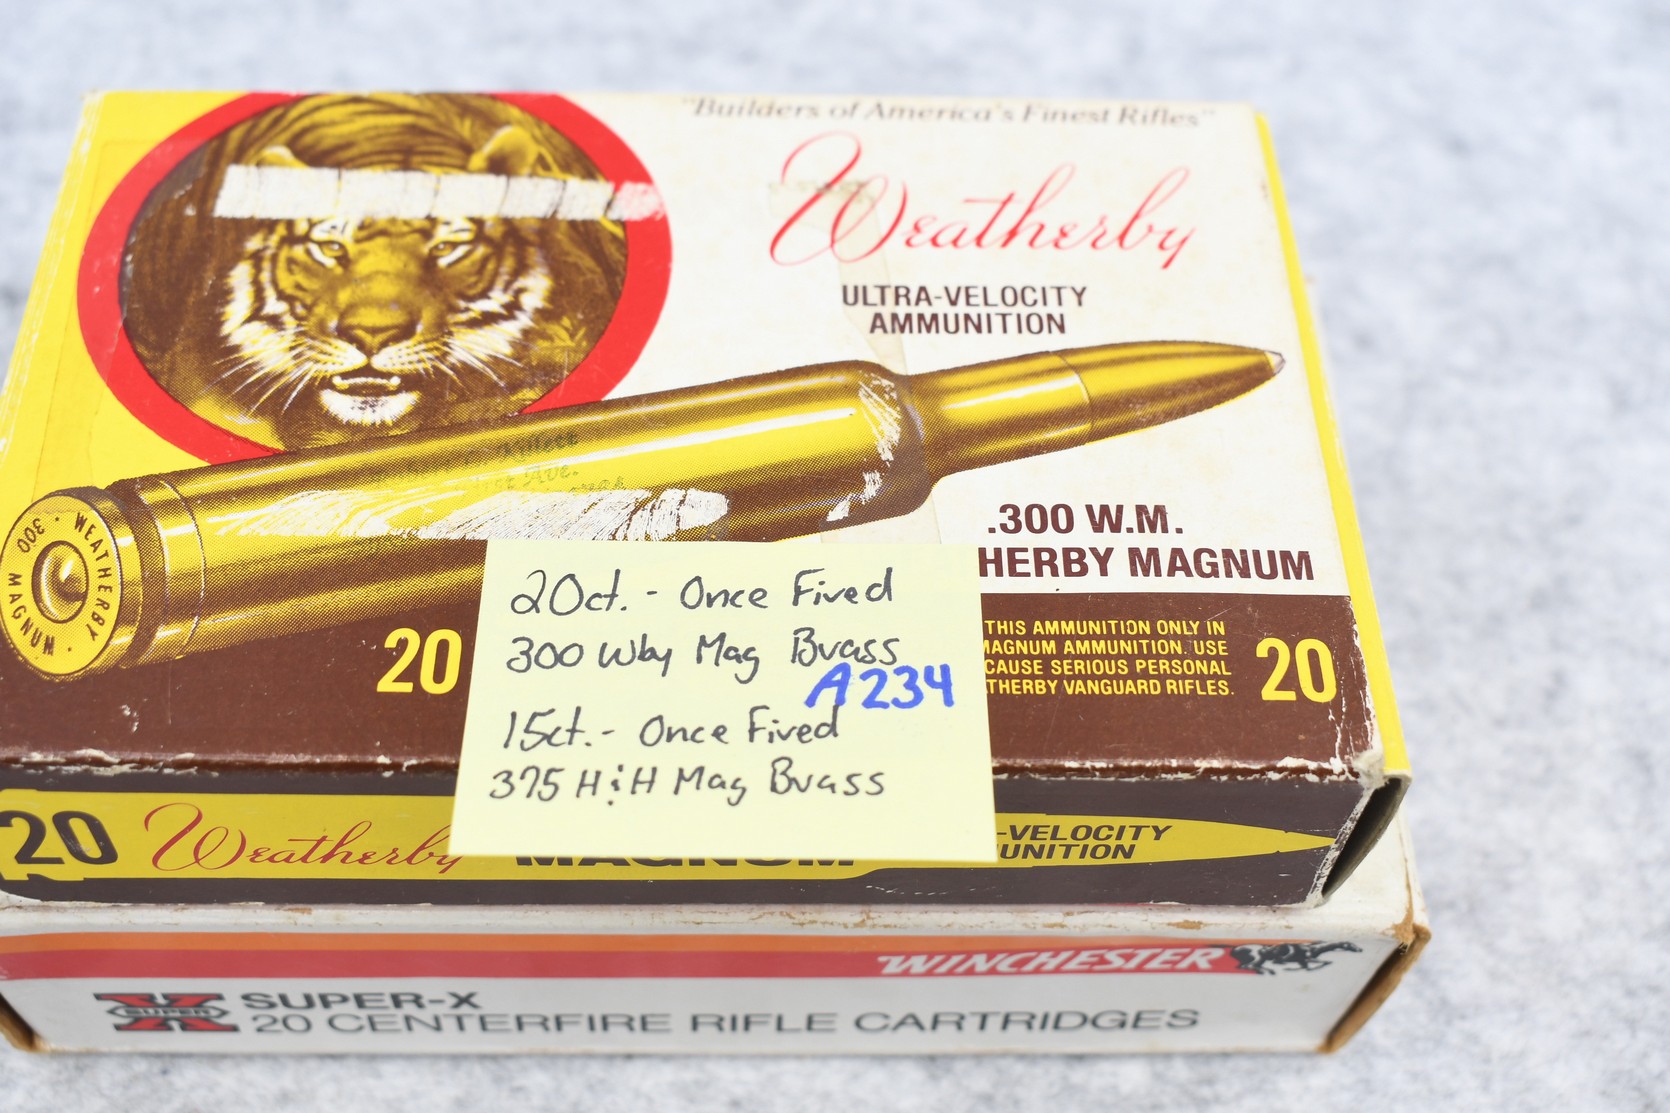 "Builders of America's Finest Rifles"
Weatherby
ULTRA-VELOCITY
AMMUNITION
300 WEATHERBY MAGNUM
Ave.
.300 W.M.
HERBY MAGNUM
20
THIS AMMUNITION ONLY IN
MAGNUM AMMUNITION. USE
CAUSE SERIOUS PERSONAL
THERBY VANGUARD RIFLES.
20
20ct. - Once Fired
300 Wby Mag Brass
A234
15ct. - Once Fired
375 H&H Mag Brass
20 Weatherby MAGNUM -VELOCITY
UNITION
WINCHESTER
SUPER X
SUPER-X
20 CENTERFIRE RIFLE CARTRIDGES